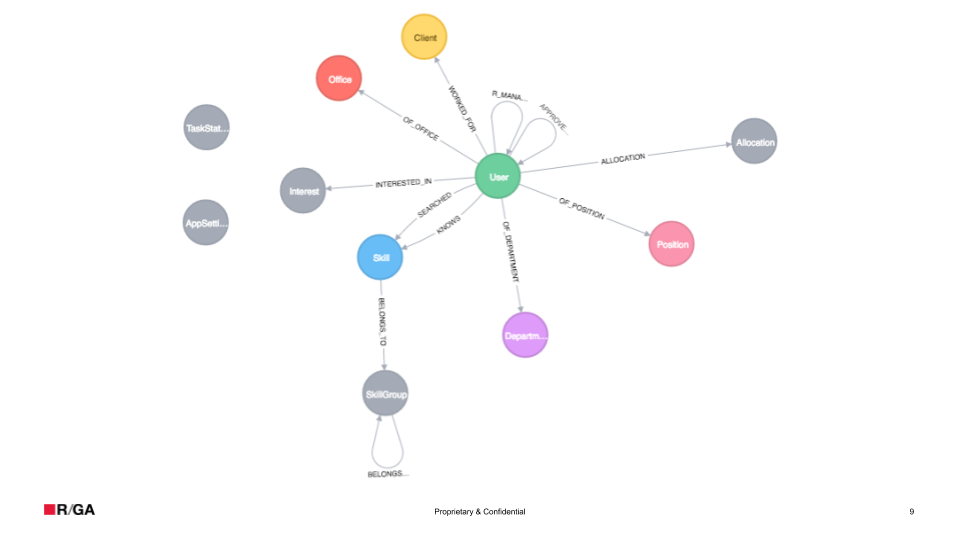 Client
Office
WORKED_FOR
R_MANA...
APPROVE...
OF_OFFICE
TaskStat...
Allocation
ALLOCATION
User
INTERESTED_IN
Interest
SEARCHED
KNOWS
OF_POSITION
AppSetti...
OF_DEPARTMENT
Position
Skill
BELONGS_TO
Departm...
SkillGroup
BELONGS...
R/GA
Proprietary & Confidential
9